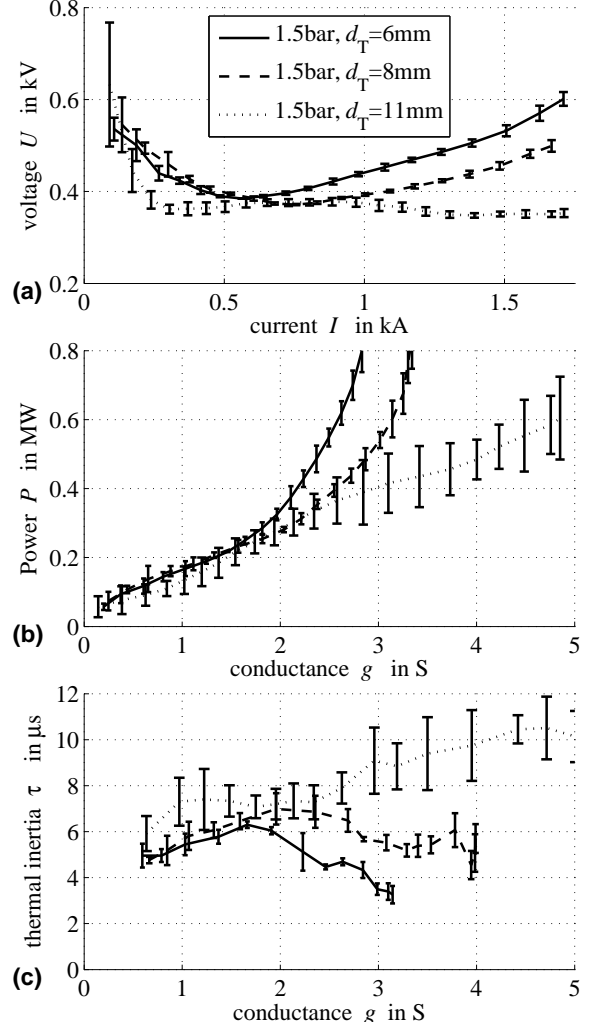 0.8
0.6
0.4
0.2
voltage U in kV
1.5bar, dT=6mm
1.5bar, dT=8mm
1.5bar, dT=11mm
(a)
0 0.5 1 1.5
current I in kA
0.8
0.6
0.4
0.2
0
Power P in MW
(b)
0 1 2 3 4 5
conductance g in S
12
10
8
6
4
2
0
thermal inertia τ in μs
(c)
0 1 2 3 4 5
conductance g in S